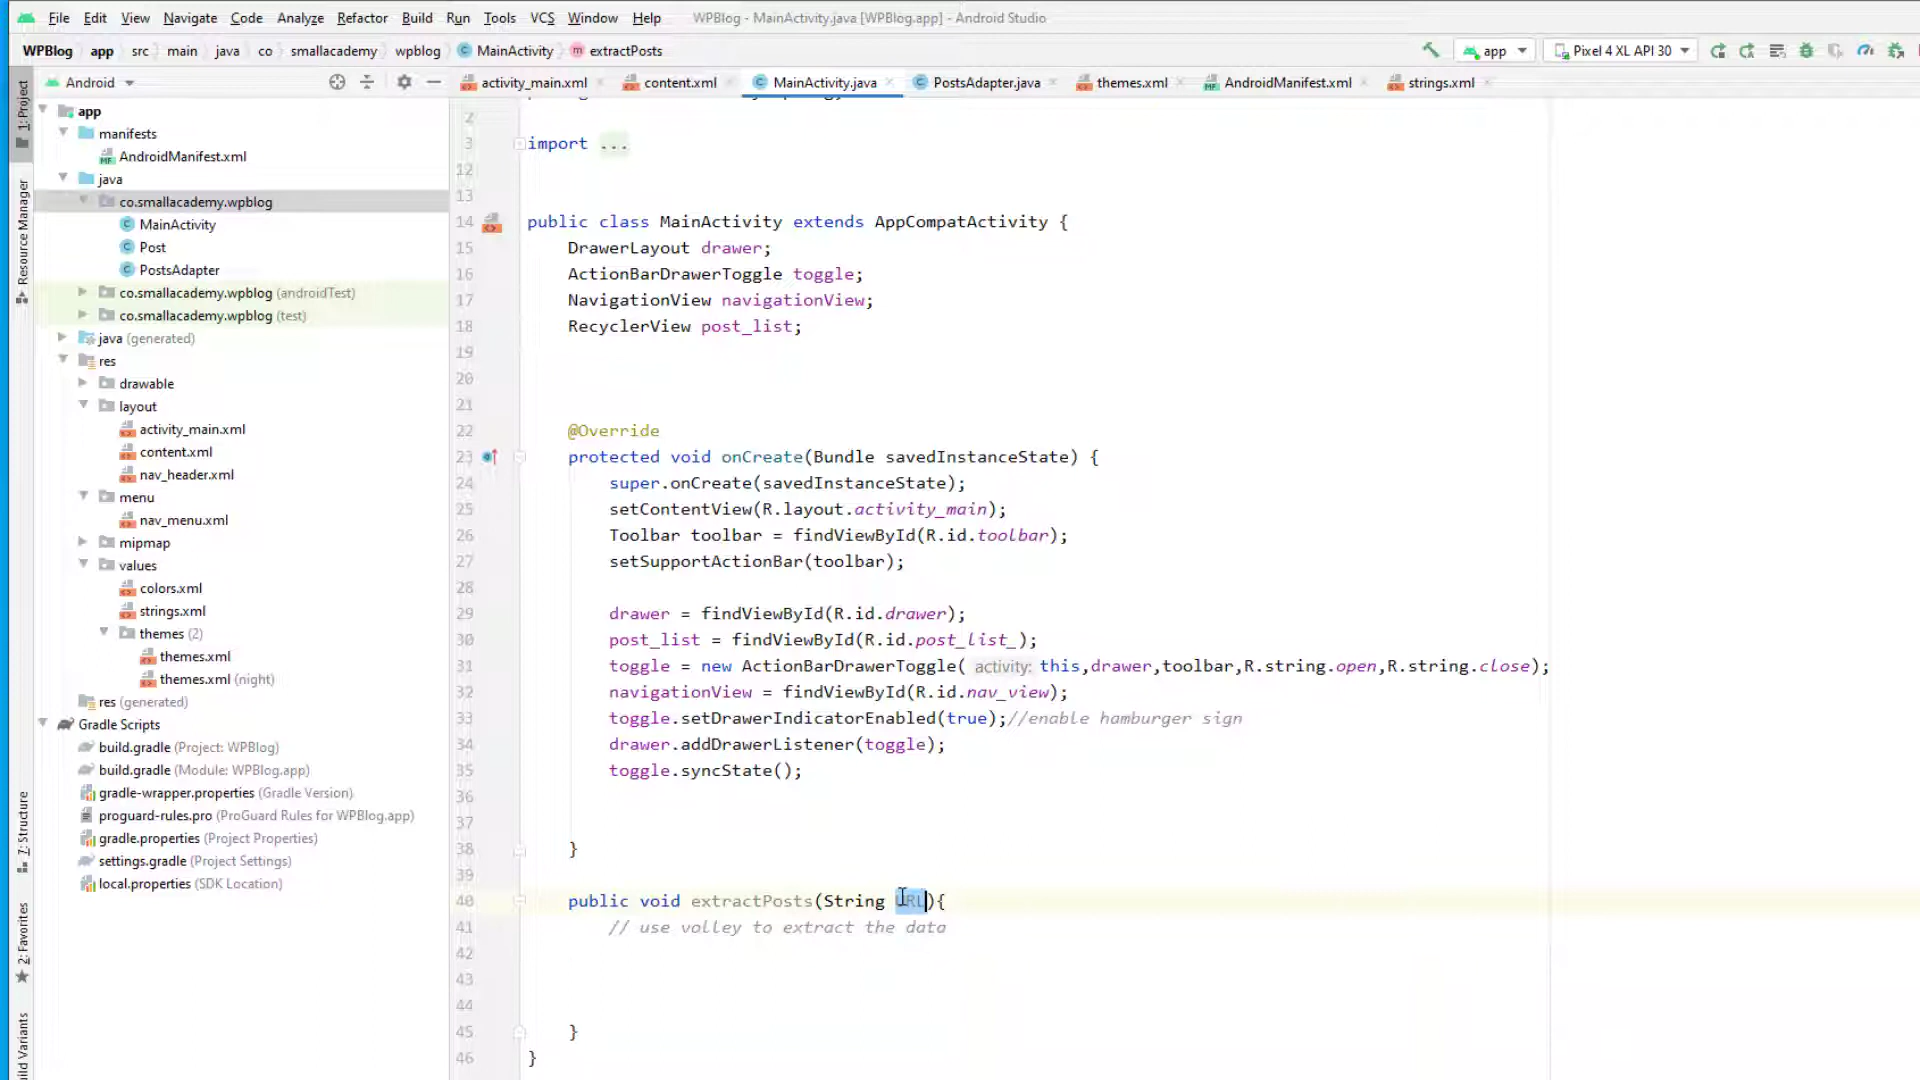 File Edit View Navigate Code Analyze Refactor Build Run Tools VCS Window Help WPBlog - MainActivity.java [WPBlog.app] - Android Studio
WPBlog app src main java co smallacademy wpblog MainActivity extractPosts app Pixel 4 XL API 30
Android activity_main.xml content.xml MainActivity.java PostsAdapter.java themes.xml AndroidManifest.xml strings.xml
1: Project
Resource Manager
7: Structure
2: Favorites
Build Variants
app
manifests
AndroidManifest.xml
java
co.smallacademy.wpblog
MainActivity
Post
PostsAdapter
co.smallacademy.wpblog (androidTest)
co.smallacademy.wpblog (test)
java (generated)
res
drawable
layout
activity_main.xml
content.xml
nav_header.xml
menu
nav_menu.xml
mipmap
values
colors.xml
strings.xml
themes (2)
themes.xml
themes.xml (night)
res (generated)
Gradle Scripts
build.gradle (Project: WPBlog)
build.gradle (Module: WPBlog.app)
gradle-wrapper.properties (Gradle Version)
proguard-rules.pro (ProGuard Rules for WPBlog.app)
gradle.properties (Project Properties)
settings.gradle (Project Settings)
local.properties (SDK Location)
2
3 import ...
12
13
14 public class MainActivity extends AppCompatActivity {
15 DrawerLayout drawer;
16 ActionBarDrawerToggle toggle;
17 NavigationView navigationView;
18 RecyclerView post_list;
19
20
21
22 @Override
23 protected void onCreate(Bundle savedInstanceState) {
24 super.onCreate(savedInstanceState);
25 setContentView(R.layout.activity_main);
26 Toolbar toolbar = findViewById(R.id.toolbar);
27 setSupportActionBar(toolbar);
28
29 drawer = findViewById(R.id.drawer);
30 post_list = findViewById(R.id.post_list_);
31 toggle = new ActionBarDrawerToggle( activity: this,drawer,toolbar,R.string.open,R.string.close);
32 navigationView = findViewById(R.id.nav_view);
33 toggle.setDrawerIndicatorEnabled(true);//enable hamburger sign
34 drawer.addDrawerListener(toggle);
35 toggle.syncState();
36
37
38 }
39
40 public void extractPosts(String URL){
41 // use volley to extract the data
42
43
44
45 }
46 }